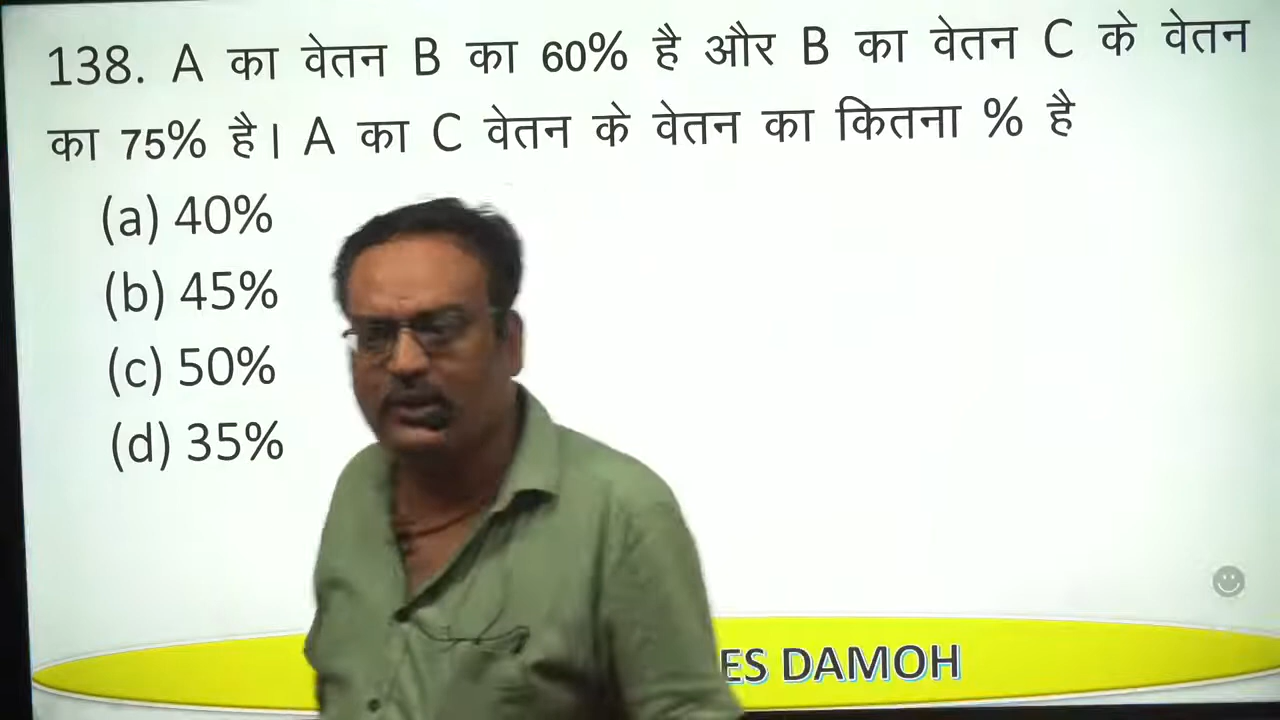 138. A का वेतन B का 60% है और B का वेतन C के वेतन
का 75% है। A का C वेतन के वेतन का कितना % है
(a) 40%
(b) 45%
(c) 50%
(d) 35%
ES DAMOH